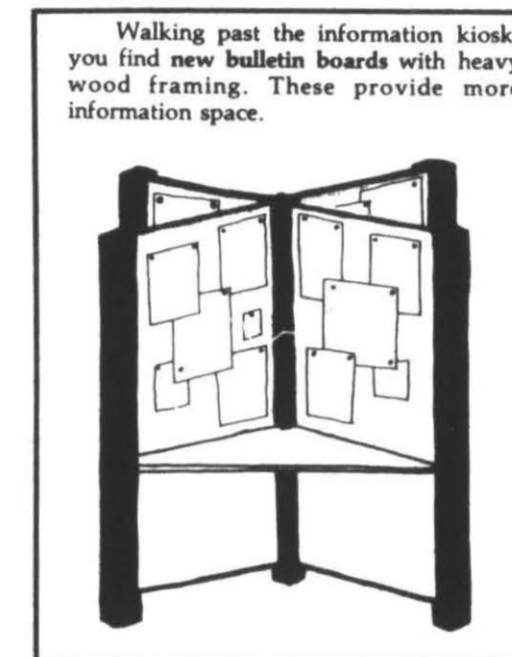 Walking past the information kiosk
you find new bulletin boards with heavy
wood framing. These provide more
information space.